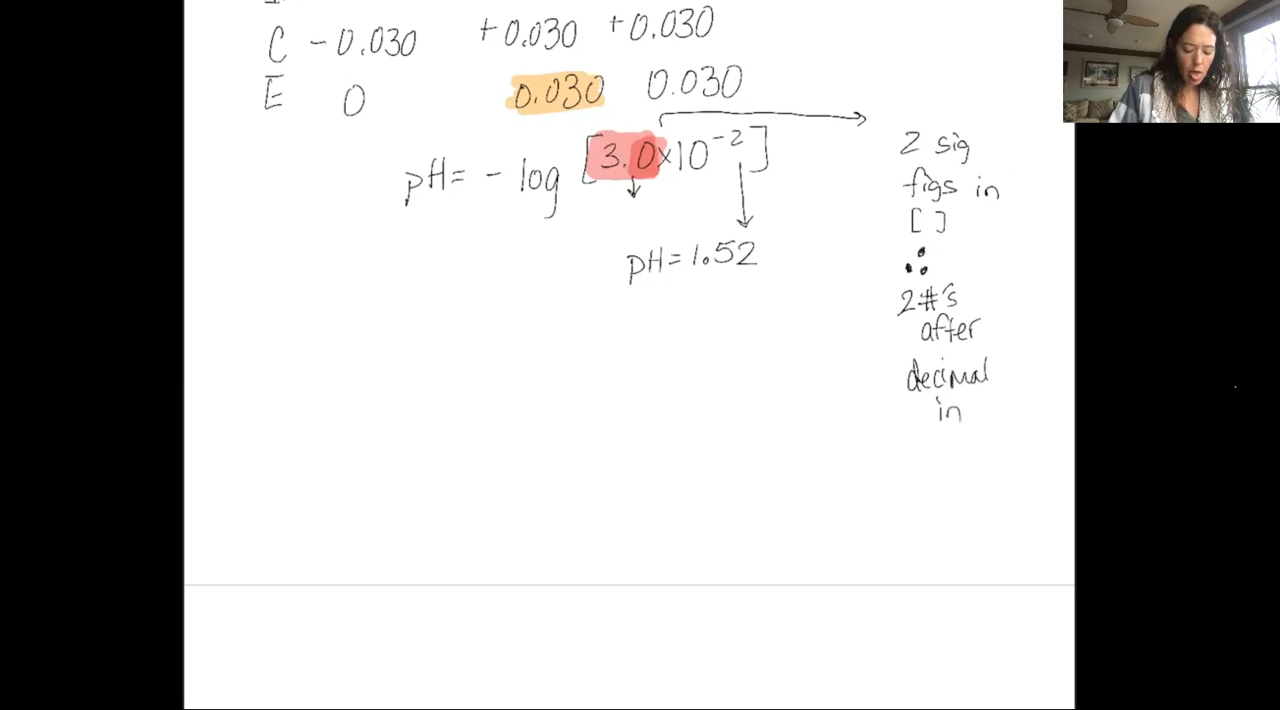 C - 0.030 + 0.030 + 0.030
E 0 0.030 0.030
pH = - log [3.0 × 10⁻²]
pH = 1.52
2 sig
figs in
[ ]
∴
2 #'s
after
decimal
in